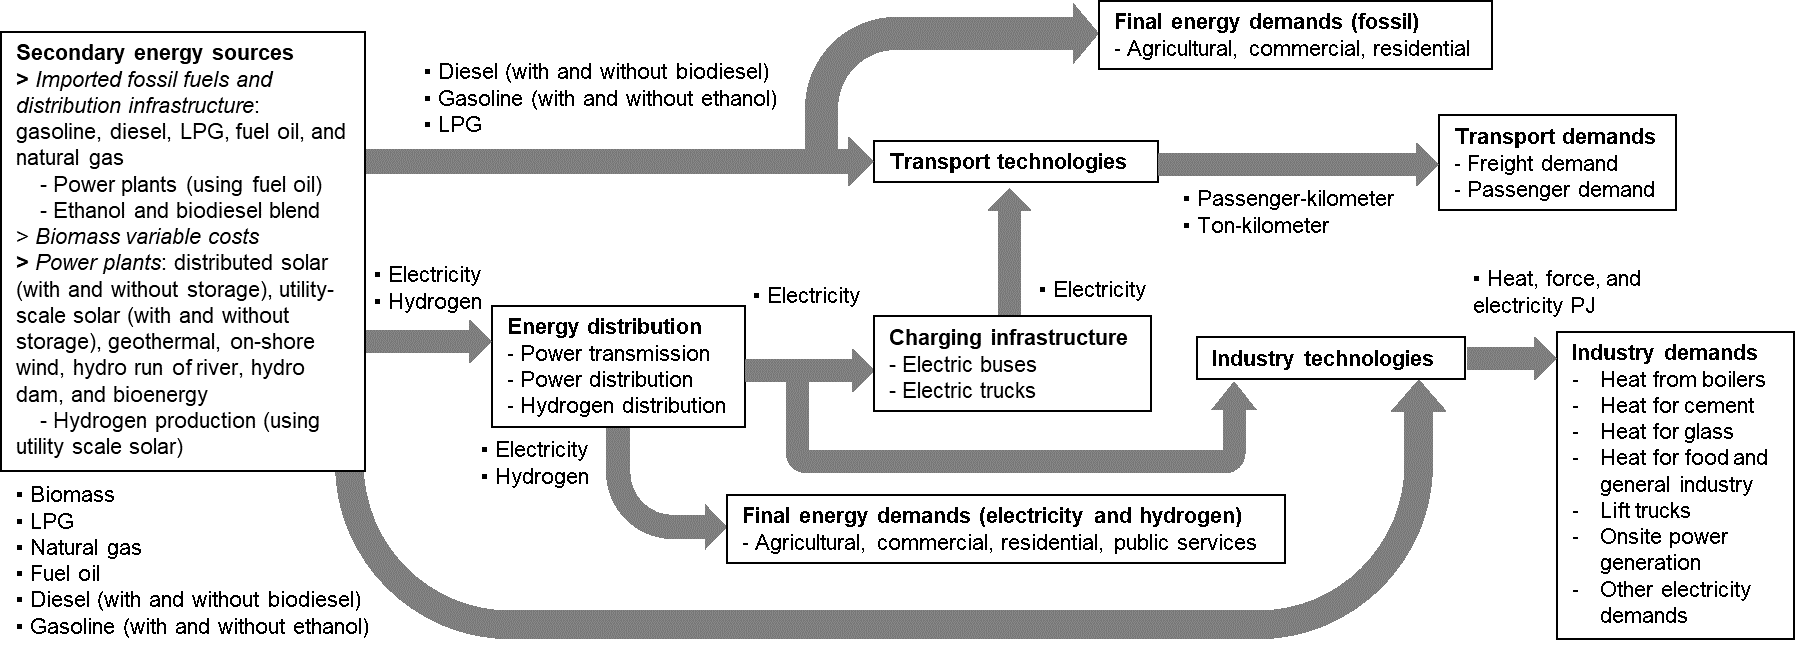 Secondary energy sources
> Imported fossil fuels and
distribution infrastructure:
gasoline, diesel, LPG, fuel oil, and
natural gas
- Power plants (using fuel oil)
- Ethanol and biodiesel blend
> Biomass variable costs
> Power plants: distributed solar
(with and without storage), utility-
scale solar (with and without
storage), geothermal, on-shore
wind, hydro run of river, hydro
dam, and bioenergy
- Hydrogen production (using
utility scale solar)
▪ Biomass
▪ LPG
▪ Natural gas
▪ Fuel oil
▪ Diesel (with and without biodiesel)
▪ Gasoline (with and without ethanol)
▪ Diesel (with and without biodiesel)
▪ Gasoline (with and without ethanol)
▪ LPG
Final energy demands (fossil)
- Agricultural, commercial, residential
Transport technologies
▪ Passenger-kilometer
▪ Ton-kilometer
Transport demands
- Freight demand
- Passenger demand
▪ Electricity
▪ Hydrogen
Energy distribution
- Power transmission
- Power distribution
- Hydrogen distribution
▪ Electricity
▪ Electricity
Charging infrastructure
- Electric buses
- Electric trucks
▪ Electricity
▪ Hydrogen
Final energy demands (electricity and hydrogen)
- Agricultural, commercial, residential, public services
Industry technologies
▪ Heat, force, and
electricity PJ
Industry demands
- Heat from boilers
- Heat for cement
- Heat for glass
- Heat for food and
general industry
- Lift trucks
- Onsite power
generation
- Other electricity
demands